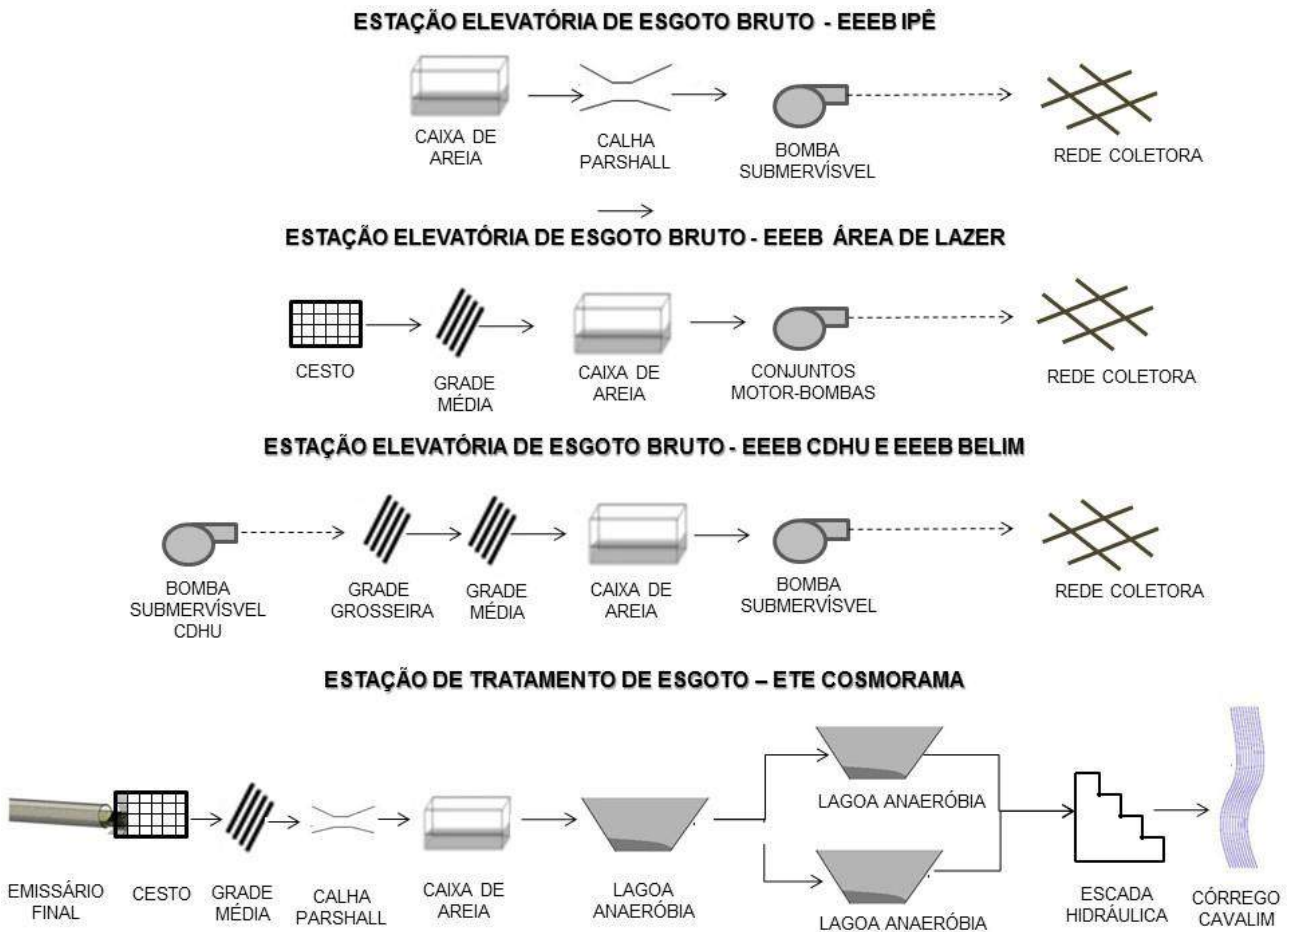 ESTAÇÃO ELEVATÓRIA DE ESGOTO BRUTO - EEEB IPÊ
CAIXA DE
AREIA
CALHA
PARSHALL
BOMBA
SUBMERVÍSVEL
REDE COLETORA
ESTAÇÃO ELEVATÓRIA DE ESGOTO BRUTO - EEEB ÁREA DE LAZER
CESTO
GRADE
MÉDIA
CAIXA DE
AREIA
CONJUNTOS
MOTOR-BOMBAS
REDE COLETORA
ESTAÇÃO ELEVATÓRIA DE ESGOTO BRUTO - EEEB CDHU E EEEB BELIM
BOMBA
SUBMERVÍSVEL
CDHU
GRADE
GROSSEIRA
GRADE
MÉDIA
CAIXA DE
AREIA
BOMBA
SUBMERVÍSVEL
REDE COLETORA
ESTAÇÃO DE TRATAMENTO DE ESGOTO – ETE COSMORAMA
EMISSÁRIO
FINAL
CESTO
GRADE
MÉDIA
CALHA
PARSHALL
CAIXA DE
AREIA
LAGOA
ANAERÓBIA
LAGOA ANAERÓBIA
LAGOA ANAERÓBIA
ESCADA
HIDRÁULICA
CÓRREGO
CAVALIM